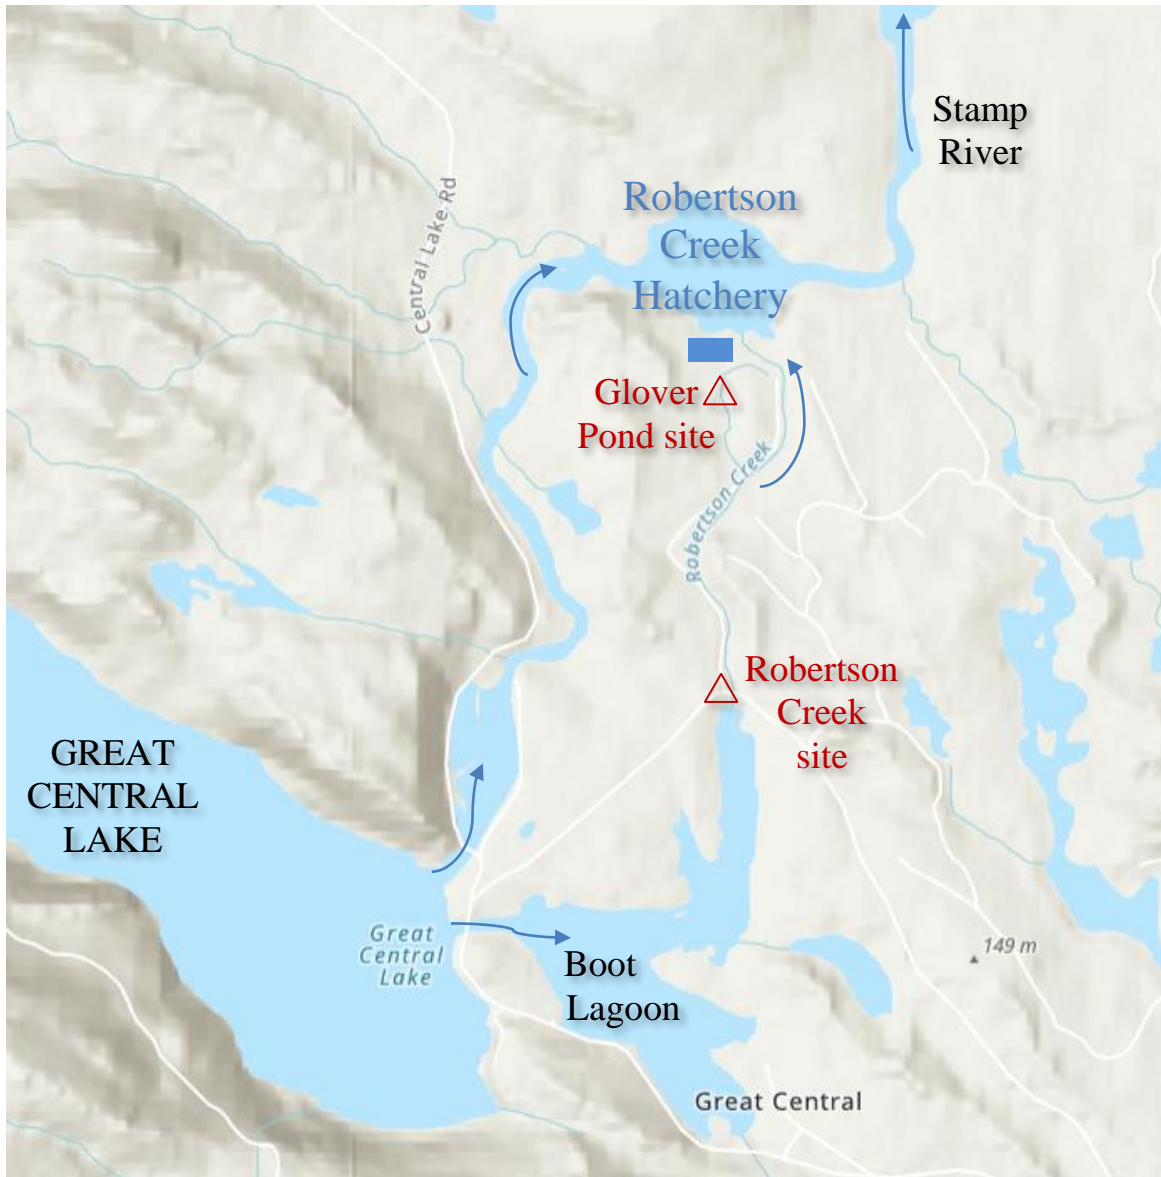 Stamp
River
Central Lake Rd
Robertson
Creek
Hatchery
Glover
Pond site
Robertson Creek
Robertson
Creek
site
GREAT
CENTRAL
LAKE
Great
Central
Lake
149 m
Boot
Lagoon
Great Central